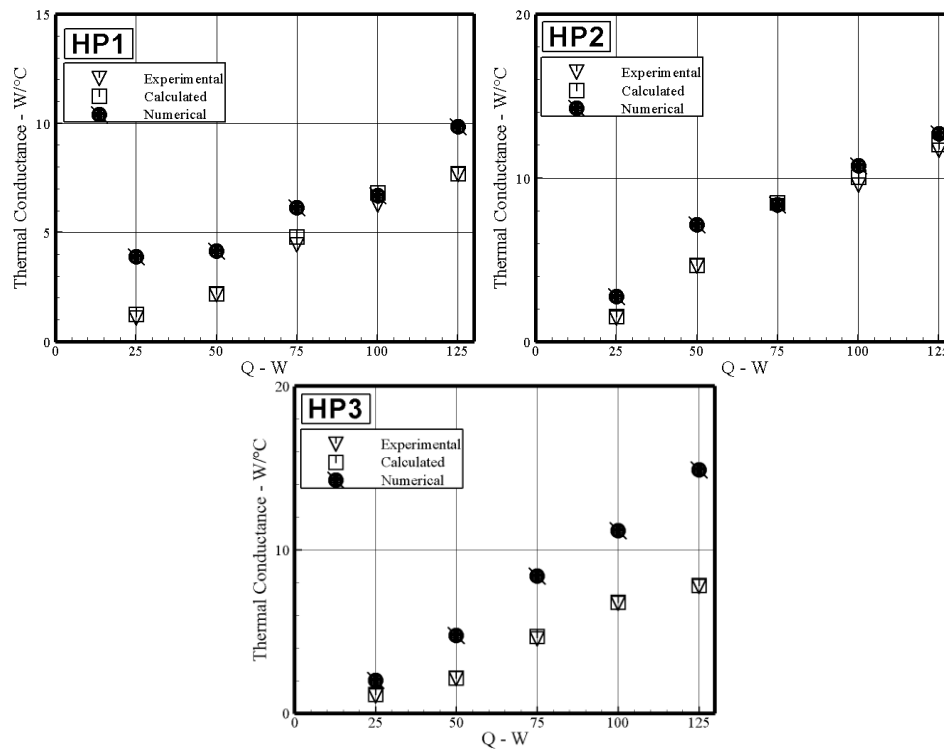 HP1
Experimental
Calculated
Numerical
Thermal Conductance - W/°C
15
10
5
0
0 25 50 75 100 125
Q - W
HP2
Experimental
Calculated
Numerical
Thermal Conductance - W/°C
20
10
0
0 25 50 75 100 125
Q - W
HP3
Experimental
Calculated
Numerical
Thermal Conductance - W/°C
20
10
0
0 25 50 75 100 125
Q - W